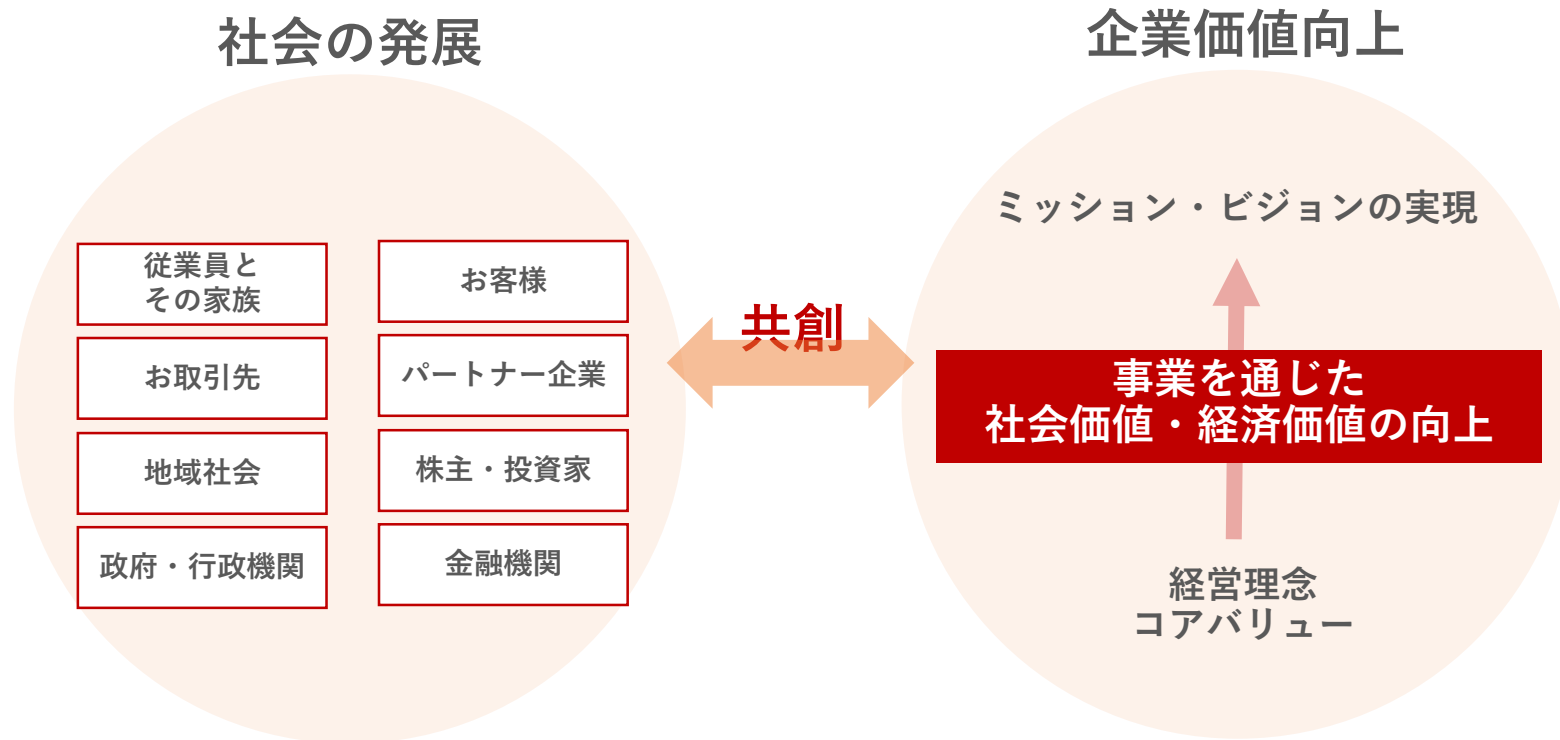 社会の発展
従業員と
その家族
お客様
お取引先
パートナー企業
地域社会
株主・投資家
政府・行政機関
金融機関
共創
企業価値向上
ミッション・ビジョンの実現
事業を通じた
社会価値・経済価値の向上
経営理念
コアバリュー